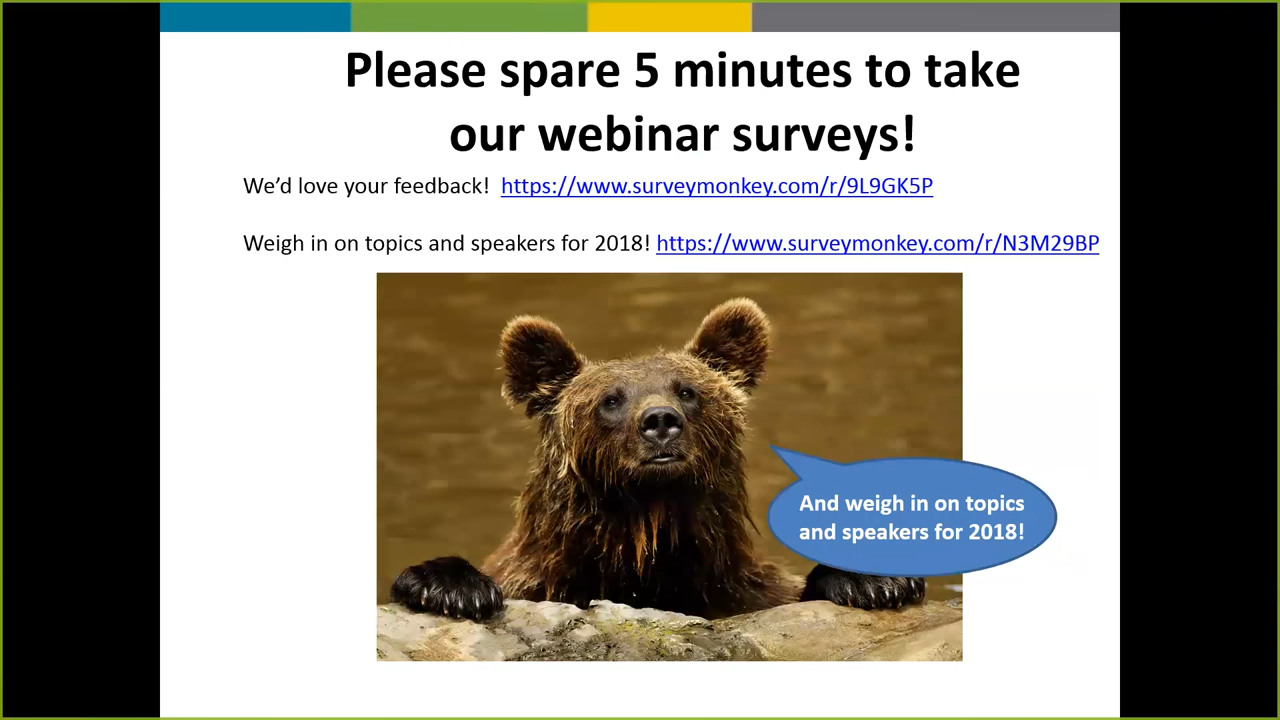 Please spare 5 minutes to take
our webinar surveys!
We’d love your feedback! https://www.surveymonkey.com/r/9L9GK5P
Weigh in on topics and speakers for 2018! https://www.surveymonkey.com/r/N3M29BP
And weigh in on topics
and speakers for 2018!